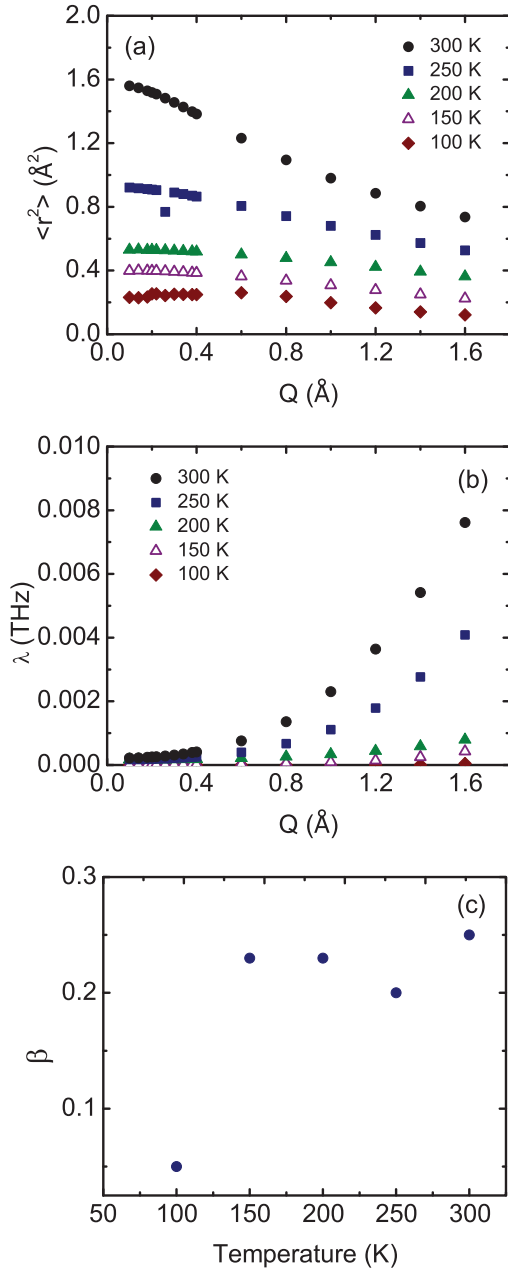 (a)
2.0
1.6
1.2
0.8
0.4
0.0
<r²> (Å²)
300 K
250 K
200 K
150 K
100 K
0.0 0.4 0.8 1.2 1.6
Q (Å)
(b)
0.010
0.008
0.006
0.004
0.002
0.000
λ (THz)
300 K
250 K
200 K
150 K
100 K
0.0 0.4 0.8 1.2 1.6
Q (Å)
(c)
0.3
0.2
0.1
β
50 100 150 200 250 300
Temperature (K)